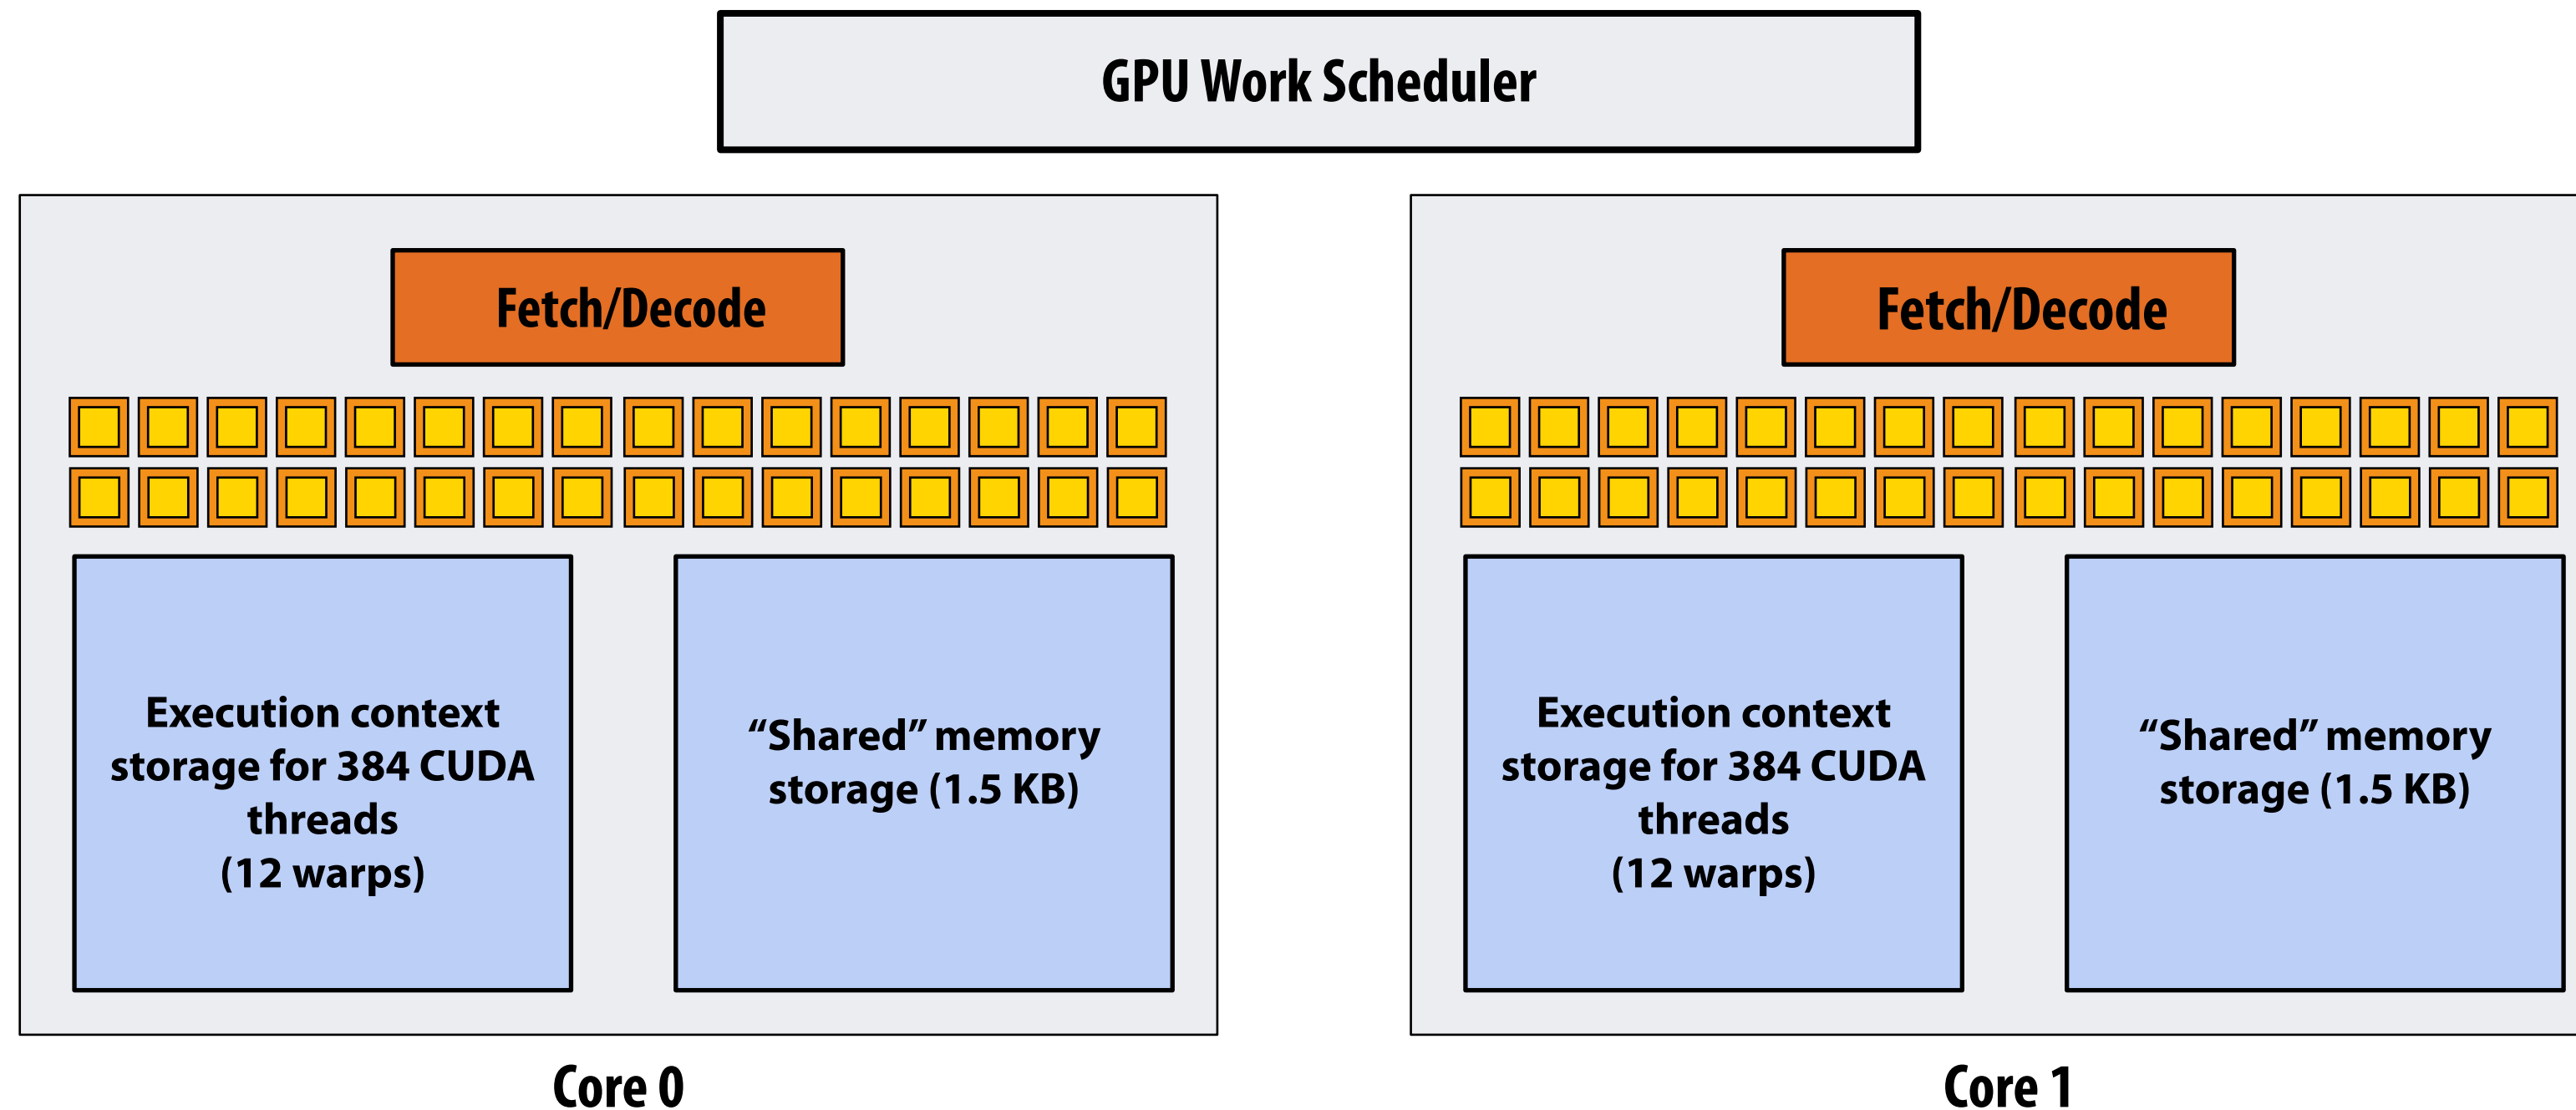 GPU Work Scheduler
Fetch/Decode
Execution context
storage for 384 CUDA
threads
(12 warps)
“Shared” memory
storage (1.5 KB)
Core 0
Fetch/Decode
Execution context
storage for 384 CUDA
threads
(12 warps)
“Shared” memory
storage (1.5 KB)
Core 1